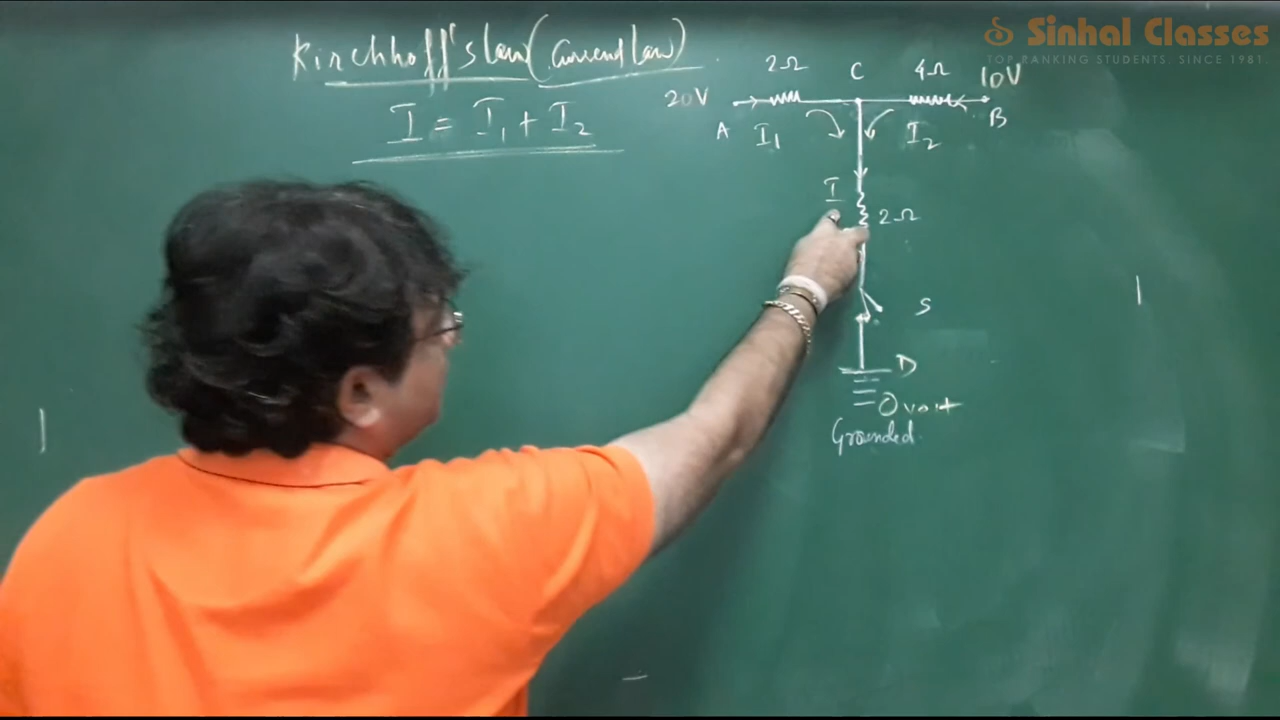 Sinhal Classes
TOP RANKING STUDENTS. SINCE 1981.
Kirchhoff's law (Current law)
I = I₁ + I₂
2Ω
C
4Ω
10V
20V
A
I₁
I₂
B
I
2Ω
S
D
0 volt
Grounded